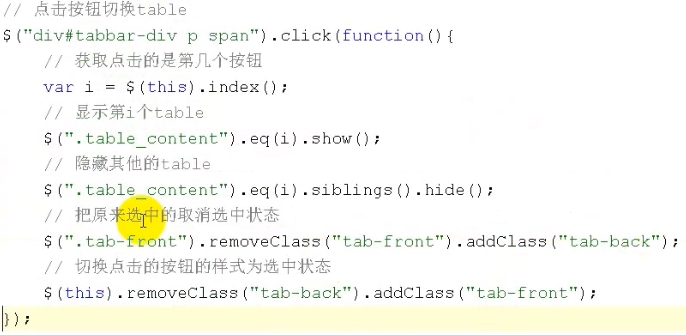 // 点击按钮切换table
$("div#tabbar-div p span").click(function(){
// 获取点击的是第几个按钮
var i = $(this).index();
// 显示第i个table
$(".table_content").eq(i).show();
// 隐藏其他的table
$(".table_content").eq(i).siblings().hide();
// 把原来选中的取消选中状态
$(".tab-front").removeClass("tab-front").addClass("tab-back");
// 切换点击的按钮的样式为选中状态
$(this).removeClass("tab-back").addClass("tab-front");
});